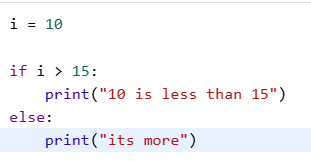 i = 10
if i > 15:
    print("10 is less than 15")
else:
    print("its more")